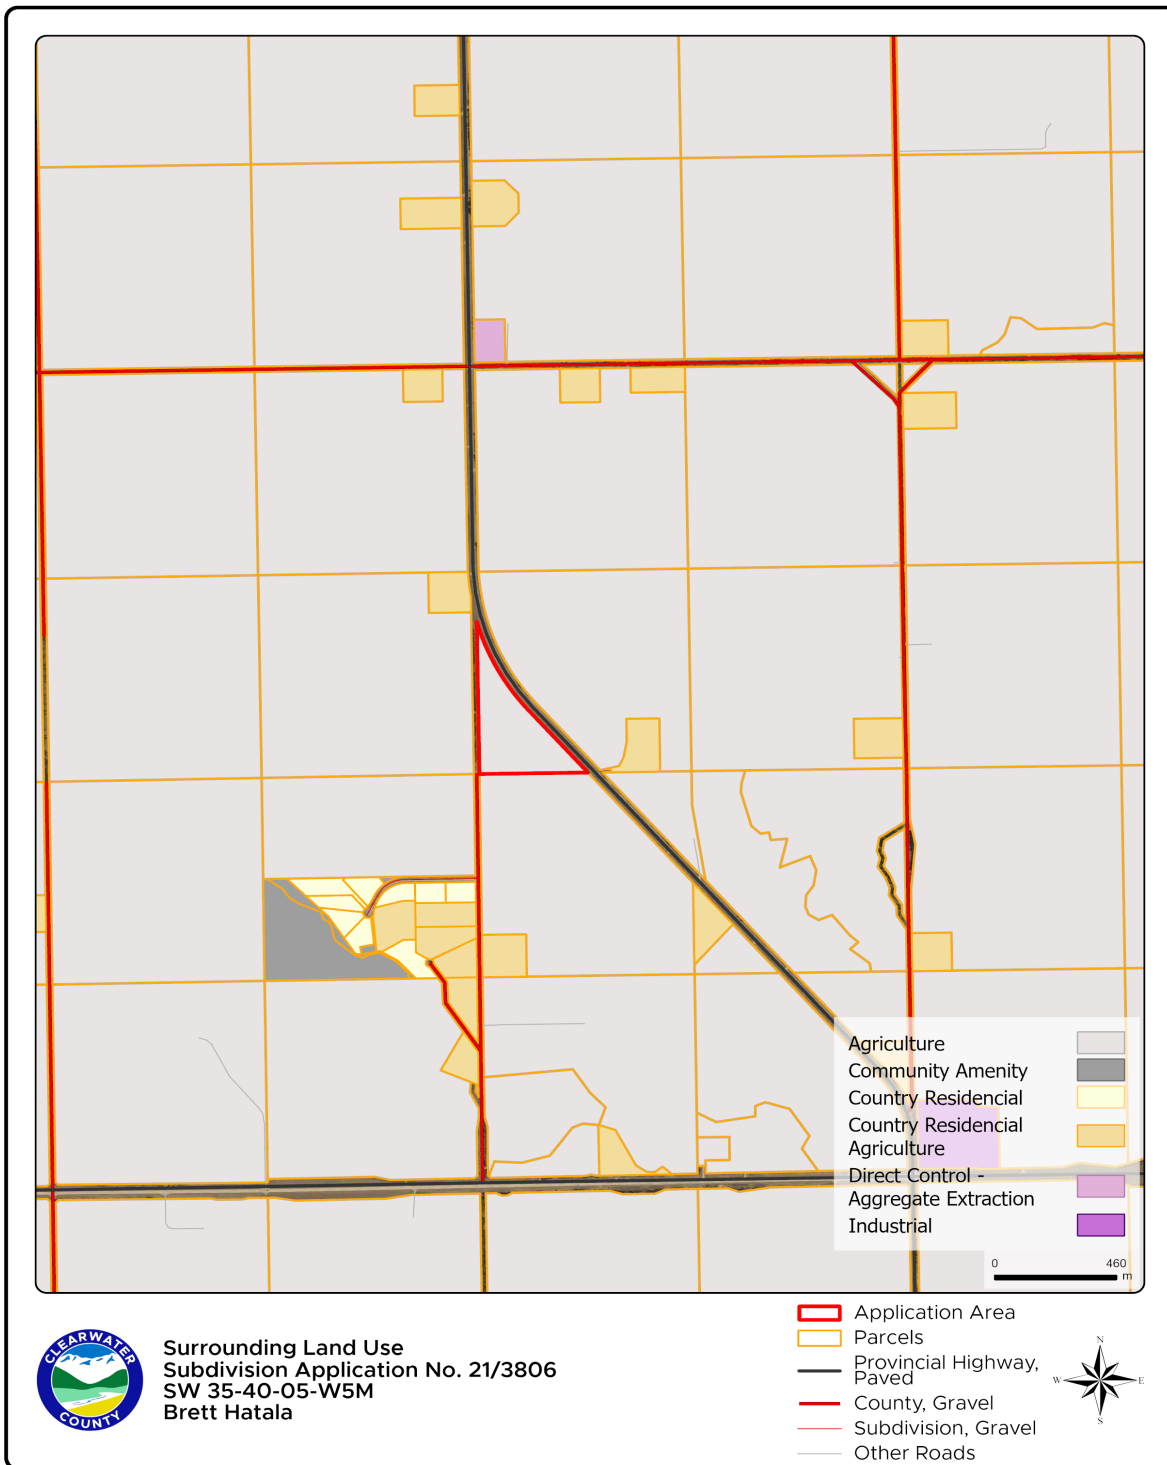 Agriculture
Community Amenity
Country Residencial
Country Residencial
Agriculture
Direct Control -
Aggregate Extraction
Industrial
0 460
m
CLEARWATER
COUNTY
Surrounding Land Use
Subdivision Application No. 21/3806
SW 35-40-05-W5M
Brett Hatala
Application Area
Parcels
Provincial Highway,
Paved
County, Gravel
Subdivision, Gravel
Other Roads
N
W E
S